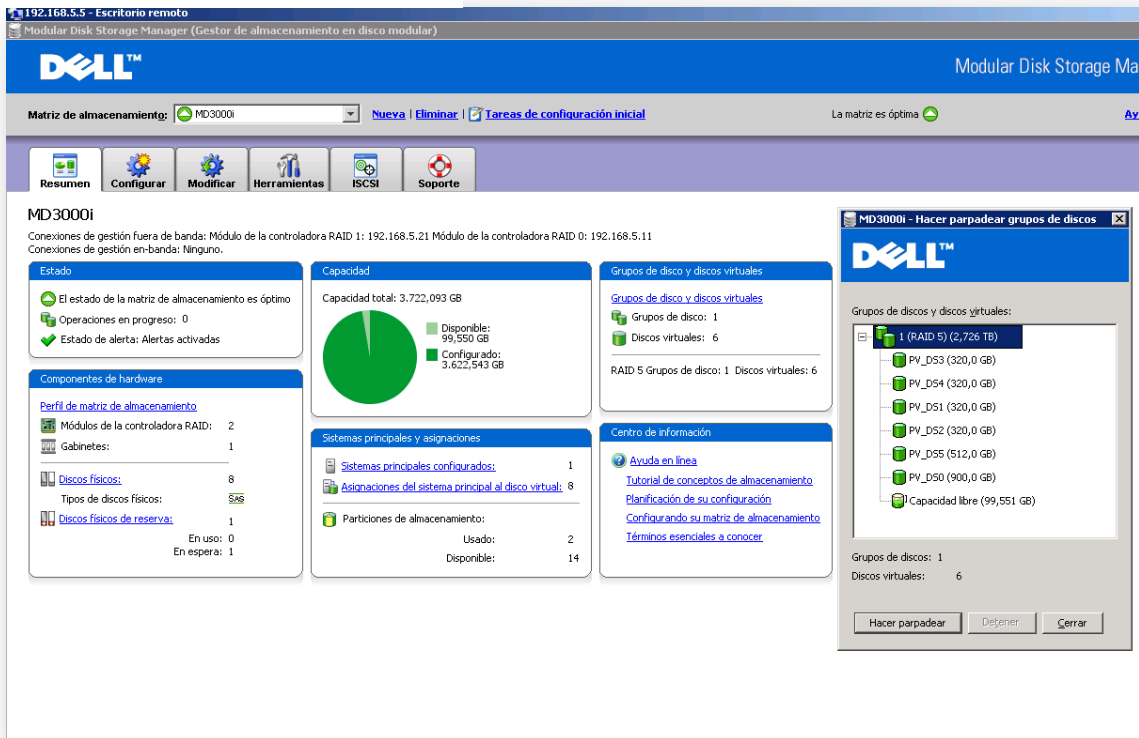 192.168.5.5 - Escritorio remoto
Modular Disk Storage Manager (Gestor de almacenamiento en disco modular)
DELL™
Modular Disk Storage Ma
Matriz de almacenamiento: MD3000i Nueva | Eliminar | Tareas de configuración inicial La matriz es óptima Ay
Resumen Configurar Modificar Herramientas iSCSI Soporte
MD3000i
Conexiones de gestión fuera de banda: Módulo de la controladora RAID 1: 192.168.5.21 Módulo de la controladora RAID 0: 192.168.5.11
Conexiones de gestión en-banda: Ninguno.
Estado
El estado de la matriz de almacenamiento es óptimo
Operaciones en progreso: 0
Estado de alerta: Alertas activadas
Componentes de hardware
Perfil de matriz de almacenamiento
Módulos de la controladora RAID: 2
Gabinetes: 1
Discos físicos: 8
Tipos de discos físicos: SAS
Discos físicos de reserva: 1
En uso: 0
En espera: 1
Capacidad
Capacidad total: 3.722,093 GB
Disponible:
99,550 GB
Configurado:
3.622,543 GB
Sistemas principales y asignaciones
Sistemas principales configurados: 1
Asignaciones del sistema principal al disco virtual: 8
Particiones de almacenamiento:
Usado: 2
Disponible: 14
Grupos de disco y discos virtuales
Grupos de disco y discos virtuales
Grupos de disco: 1
Discos virtuales: 6
RAID 5 Grupos de disco: 1 Discos virtuales: 6
Centro de información
Ayuda en línea
Tutorial de conceptos de almacenamiento
Planificación de su configuración
Configurando su matriz de almacenamiento
Términos esenciales a conocer
MD3000i - Hacer parpadear grupos de discos
DELL™
Grupos de discos y discos virtuales:
1 (RAID 5) (2,726 TB)
PV_DS3 (320,0 GB)
PV_DS4 (320,0 GB)
PV_DS1 (320,0 GB)
PV_DS2 (320,0 GB)
PV_DS5 (512,0 GB)
PV_DS0 (900,0 GB)
Capacidad libre (99,551 GB)
Grupos de discos: 1
Discos virtuales: 6
Hacer parpadear Detener Cerrar